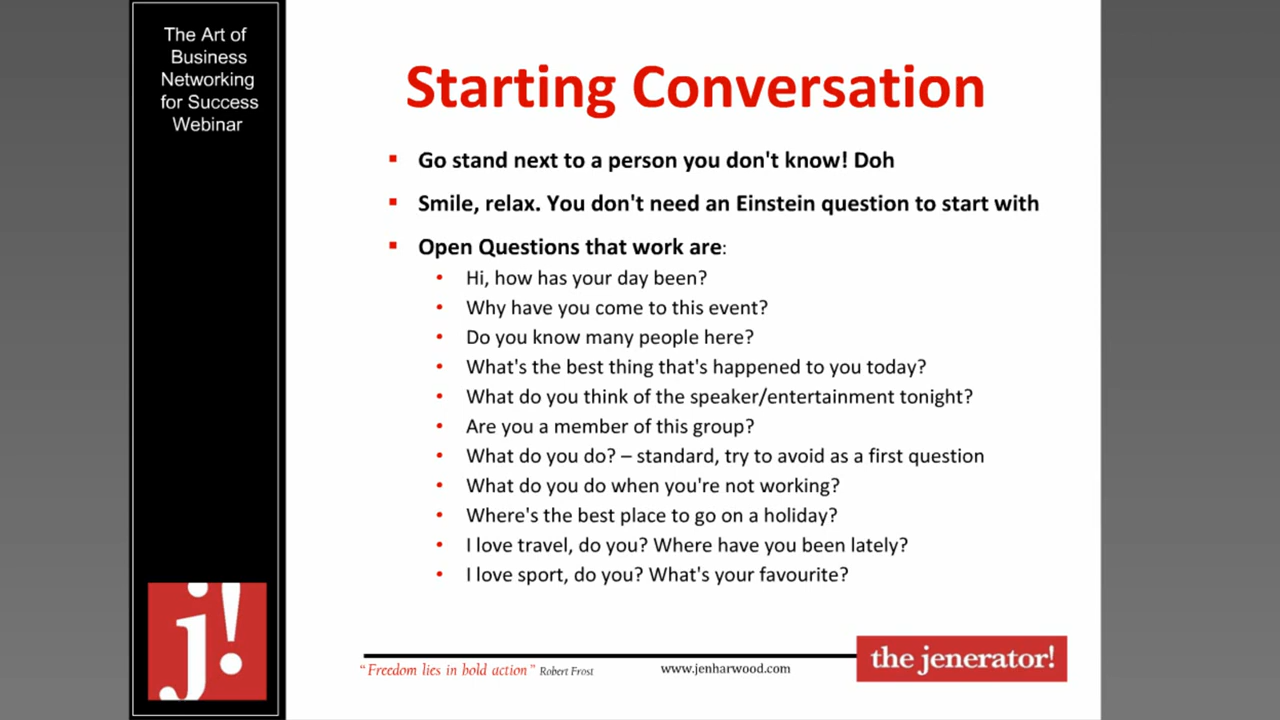 The Art of
Business
Networking
for Success
Webinar
Starting Conversation
Go stand next to a person you don't know! Doh
Smile, relax. You don't need an Einstein question to start with
Open Questions that work are:
Hi, how has your day been?
Why have you come to this event?
Do you know many people here?
What's the best thing that's happened to you today?
What do you think of the speaker/entertainment tonight?
Are you a member of this group?
What do you do? – standard, try to avoid as a first question
What do you do when you're not working?
Where's the best place to go on a holiday?
I love travel, do you? Where have you been lately?
I love sport, do you? What's your favourite?
j!
"Freedom lies in bold action" Robert Frost
www.jenharwood.com
the jenerator!